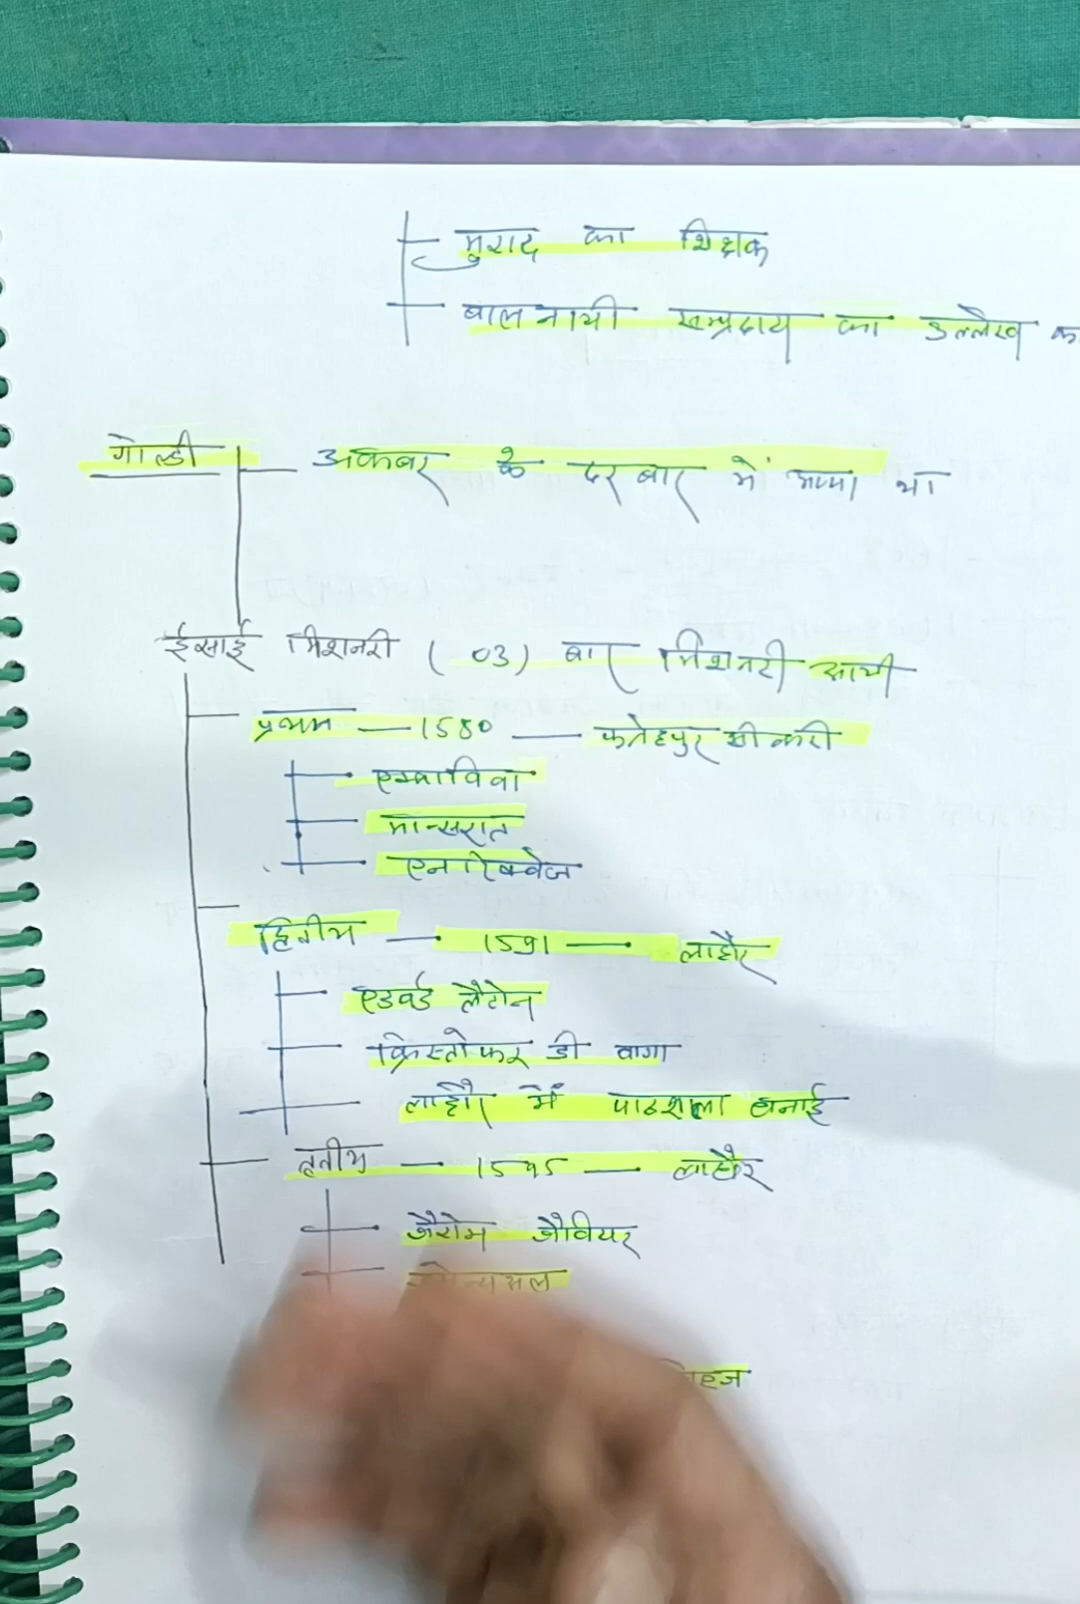 मुराद का शिक्षक
बालनाथी सम्प्रदाय का उल्लेख क
गोल्डी
अकबर के दरबार में आया था
ईसाई मिशनरी ( 03 ) बार मिशनरी आयी
प्रथम — 1580 — फतेहपुर सीकरी
एक्वाविवा
मान्सरात
एनरिक्वेज
द्वितीय — 1591 — लाहौर
एडवर्ड लैटोन
क्रिस्तोफर डी वागा
लाहौर में पाठशाला बनाई
तृतीय — 1595 — लाहौर
जैरोम जैवियर